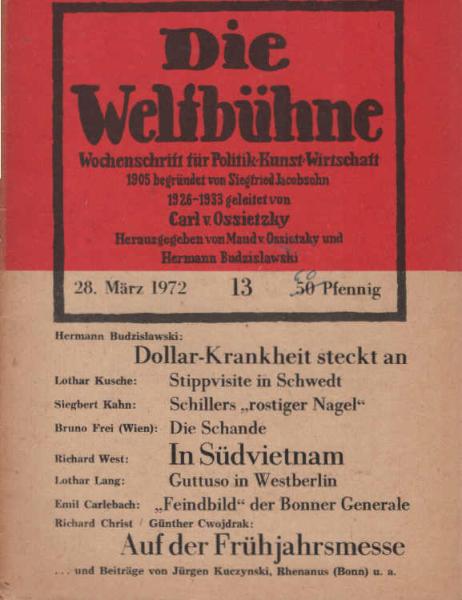 Die
Weltbühne
Wochenschrift für Politik·Kunst·Wirtschaft
1905 begründet von Siegfried Jacobsohn
1926-1933 geleitet von
Carl v. Ossietzky
Herausgegeben von Maud v. Ossietzky und
Hermann Budzislawski
28. März 1972 13 50 Pfennig
60
Hermann Budzislawski:
Dollar-Krankheit steckt an
Lothar Kusche: Stippvisite in Schwedt
Siegbert Kahn: Schillers „rostiger Nagel“
Bruno Frei (Wien): Die Schande
Richard West: In Südvietnam
Lothar Lang: Guttuso in Westberlin
Emil Carlebach: „Feindbild“ der Bonner Generale
Richard Christ / Günther Cwojdrak:
Auf der Frühjahrsmesse
... und Beiträge von Jürgen Kuczynski, Rhenanus (Bonn) u. a.